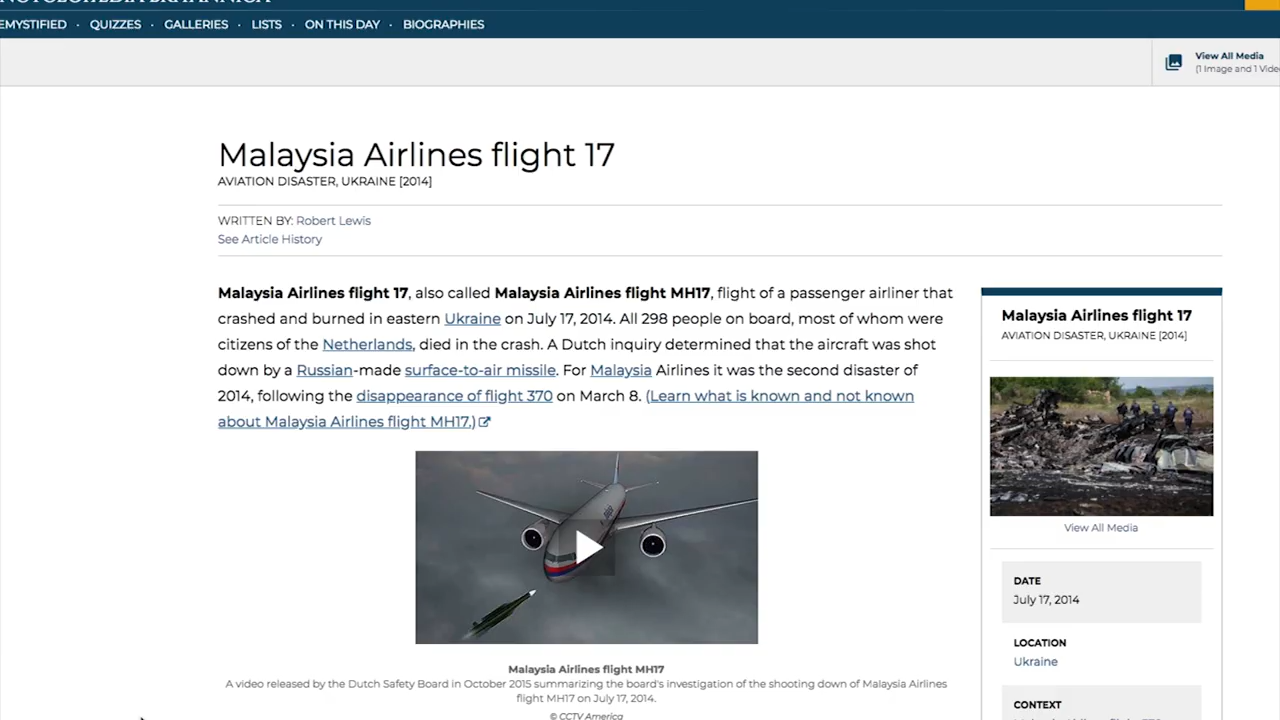 EMYSTIFIED · QUIZZES · GALLERIES · LISTS · ON THIS DAY · BIOGRAPHIES
View All Media
(1 Image and 1 Vide
Malaysia Airlines flight 17
AVIATION DISASTER, UKRAINE [2014]
WRITTEN BY: Robert Lewis
See Article History
Malaysia Airlines flight 17, also called Malaysia Airlines flight MH17, flight of a passenger airliner that
crashed and burned in eastern Ukraine on July 17, 2014. All 298 people on board, most of whom were
citizens of the Netherlands, died in the crash. A Dutch inquiry determined that the aircraft was shot
down by a Russian-made surface-to-air missile. For Malaysia Airlines it was the second disaster of
2014, following the disappearance of flight 370 on March 8. (Learn what is known and not known
about Malaysia Airlines flight MH17.)
Malaysia Airlines flight MH17
A video released by the Dutch Safety Board in October 2015 summarizing the board's investigation of the shooting down of Malaysia Airlines
flight MH17 on July 17, 2014.
© CCTV America
Malaysia Airlines flight 17
AVIATION DISASTER, UKRAINE [2014]
View All Media
DATE
July 17, 2014
LOCATION
Ukraine
CONTEXT